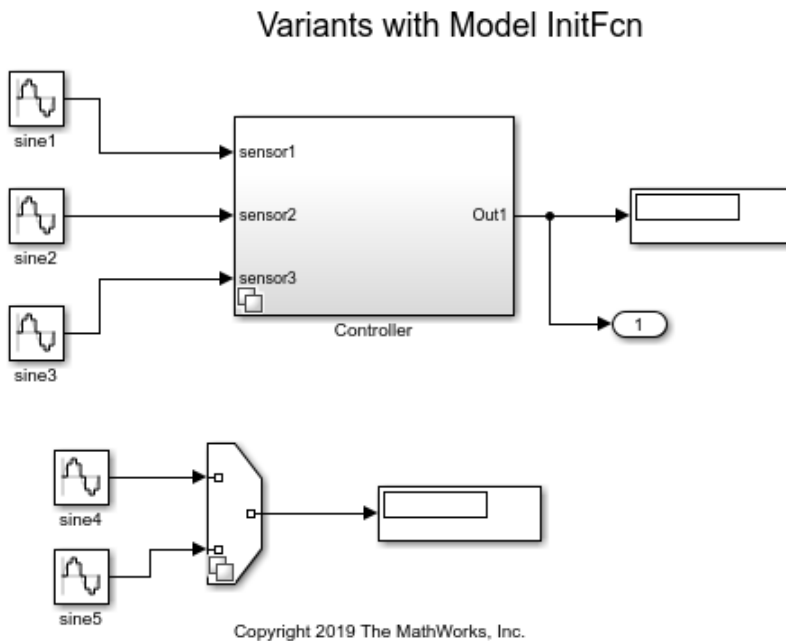 Variants with Model InitFcn
sine1
sensor1
sensor2
Out1
sine2
sensor3
Controller
1
sine3
sine4
sine5
Copyright 2019 The MathWorks, Inc.